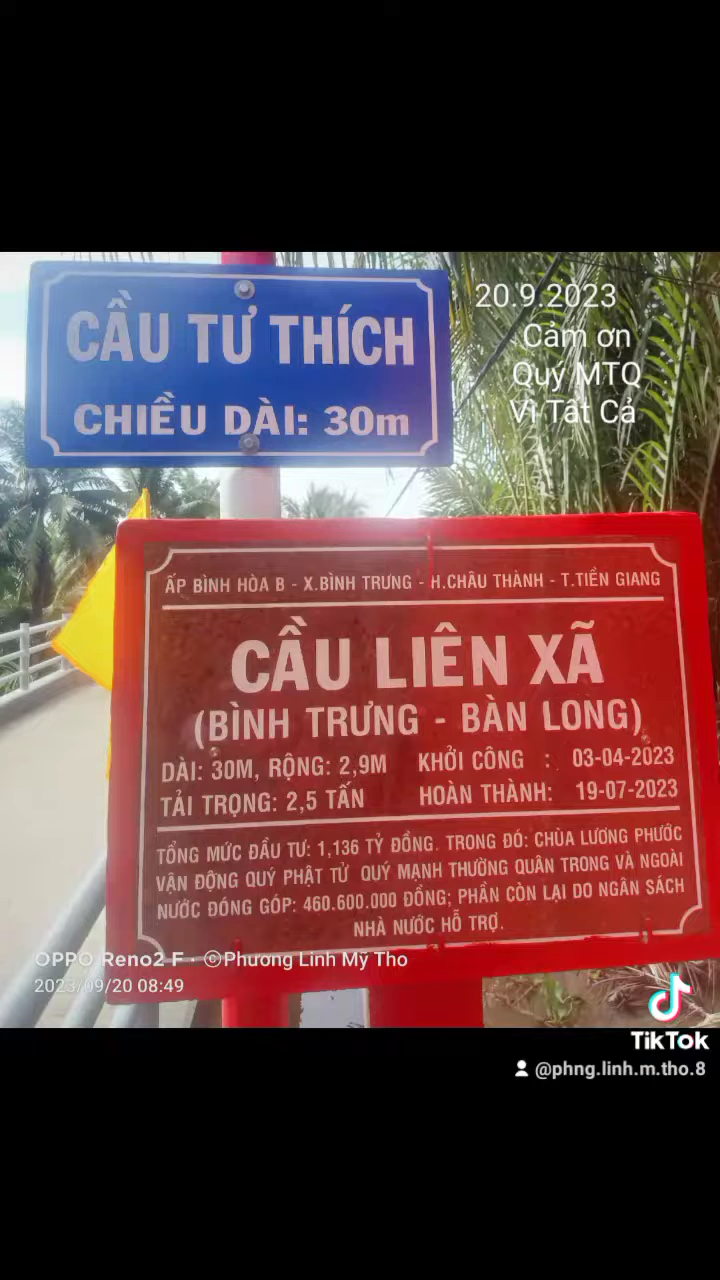 CẦU TƯ THÍCH
CHIỀU DÀI: 30m
20.9.2023
Cảm ơn
Quý MTQ
Vì Tất Cả
ẤP BÌNH HÒA B - X.BÌNH TRƯNG - H.CHÂU THÀNH - T.TIỀN GIANG
CẦU LIÊN XÃ
(BÌNH TRƯNG - BÀN LONG)
DÀI: 30M, RỘNG: 2,9M KHỞI CÔNG : 03-04-2023
TẢI TRỌNG: 2,5 TẤN HOÀN THÀNH: 19-07-2023
TỔNG MỨC ĐẦU TƯ: 1,136 TỶ ĐỒNG. TRONG ĐÓ: CHÙA LƯƠNG PHƯỚC
VẬN ĐỘNG QUÝ PHẬT TỬ QUÝ MẠNH THƯỜNG QUÂN TRONG VÀ NGOÀI
NƯỚC ĐÓNG GÓP: 460.600.000 ĐỒNG; PHẦN CÒN LẠI DO NGÂN SÁCH
NHÀ NƯỚC HỖ TRỢ.
OPPO Reno2 F · ©Phương Linh Mỹ Tho
2023/09/20 08:49
TikTok
@phng.linh.m.tho.8